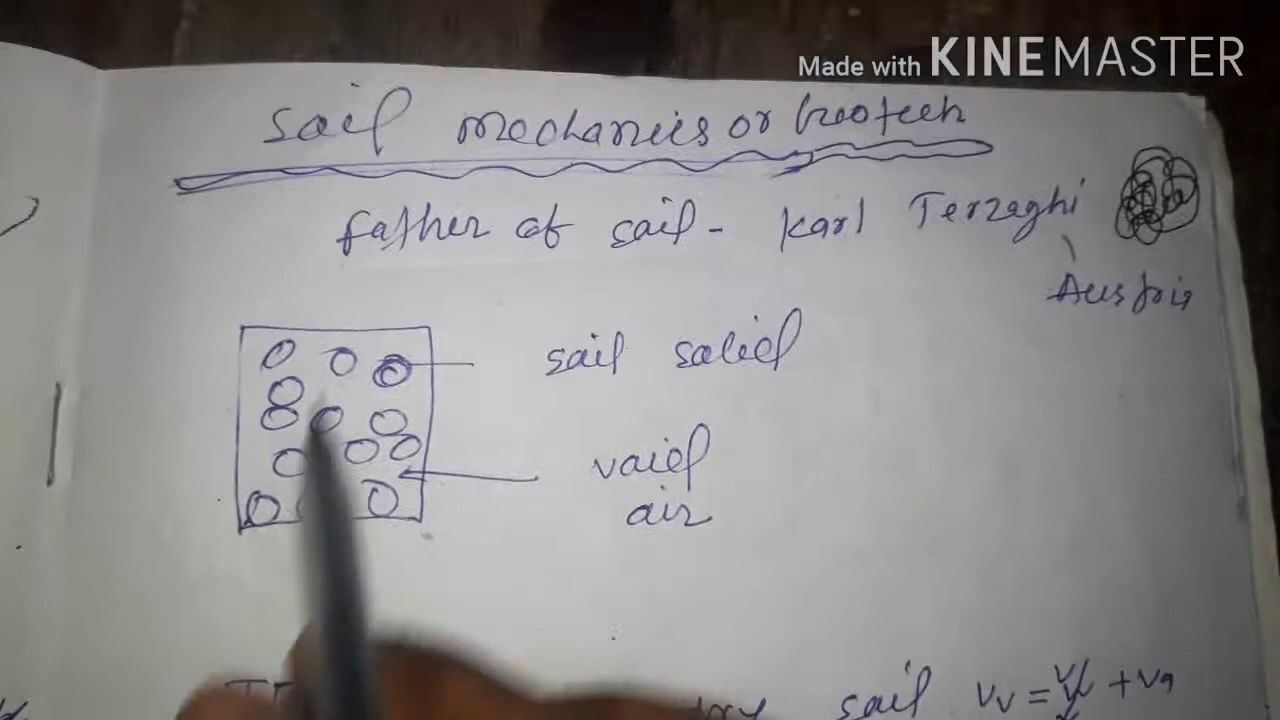 Made with KINEMASTER
Soil mechanics or Geotech
father of soil - Karl Terzaghi
Austria
soil solid
void
air
dry soil Vv = Vw + Va